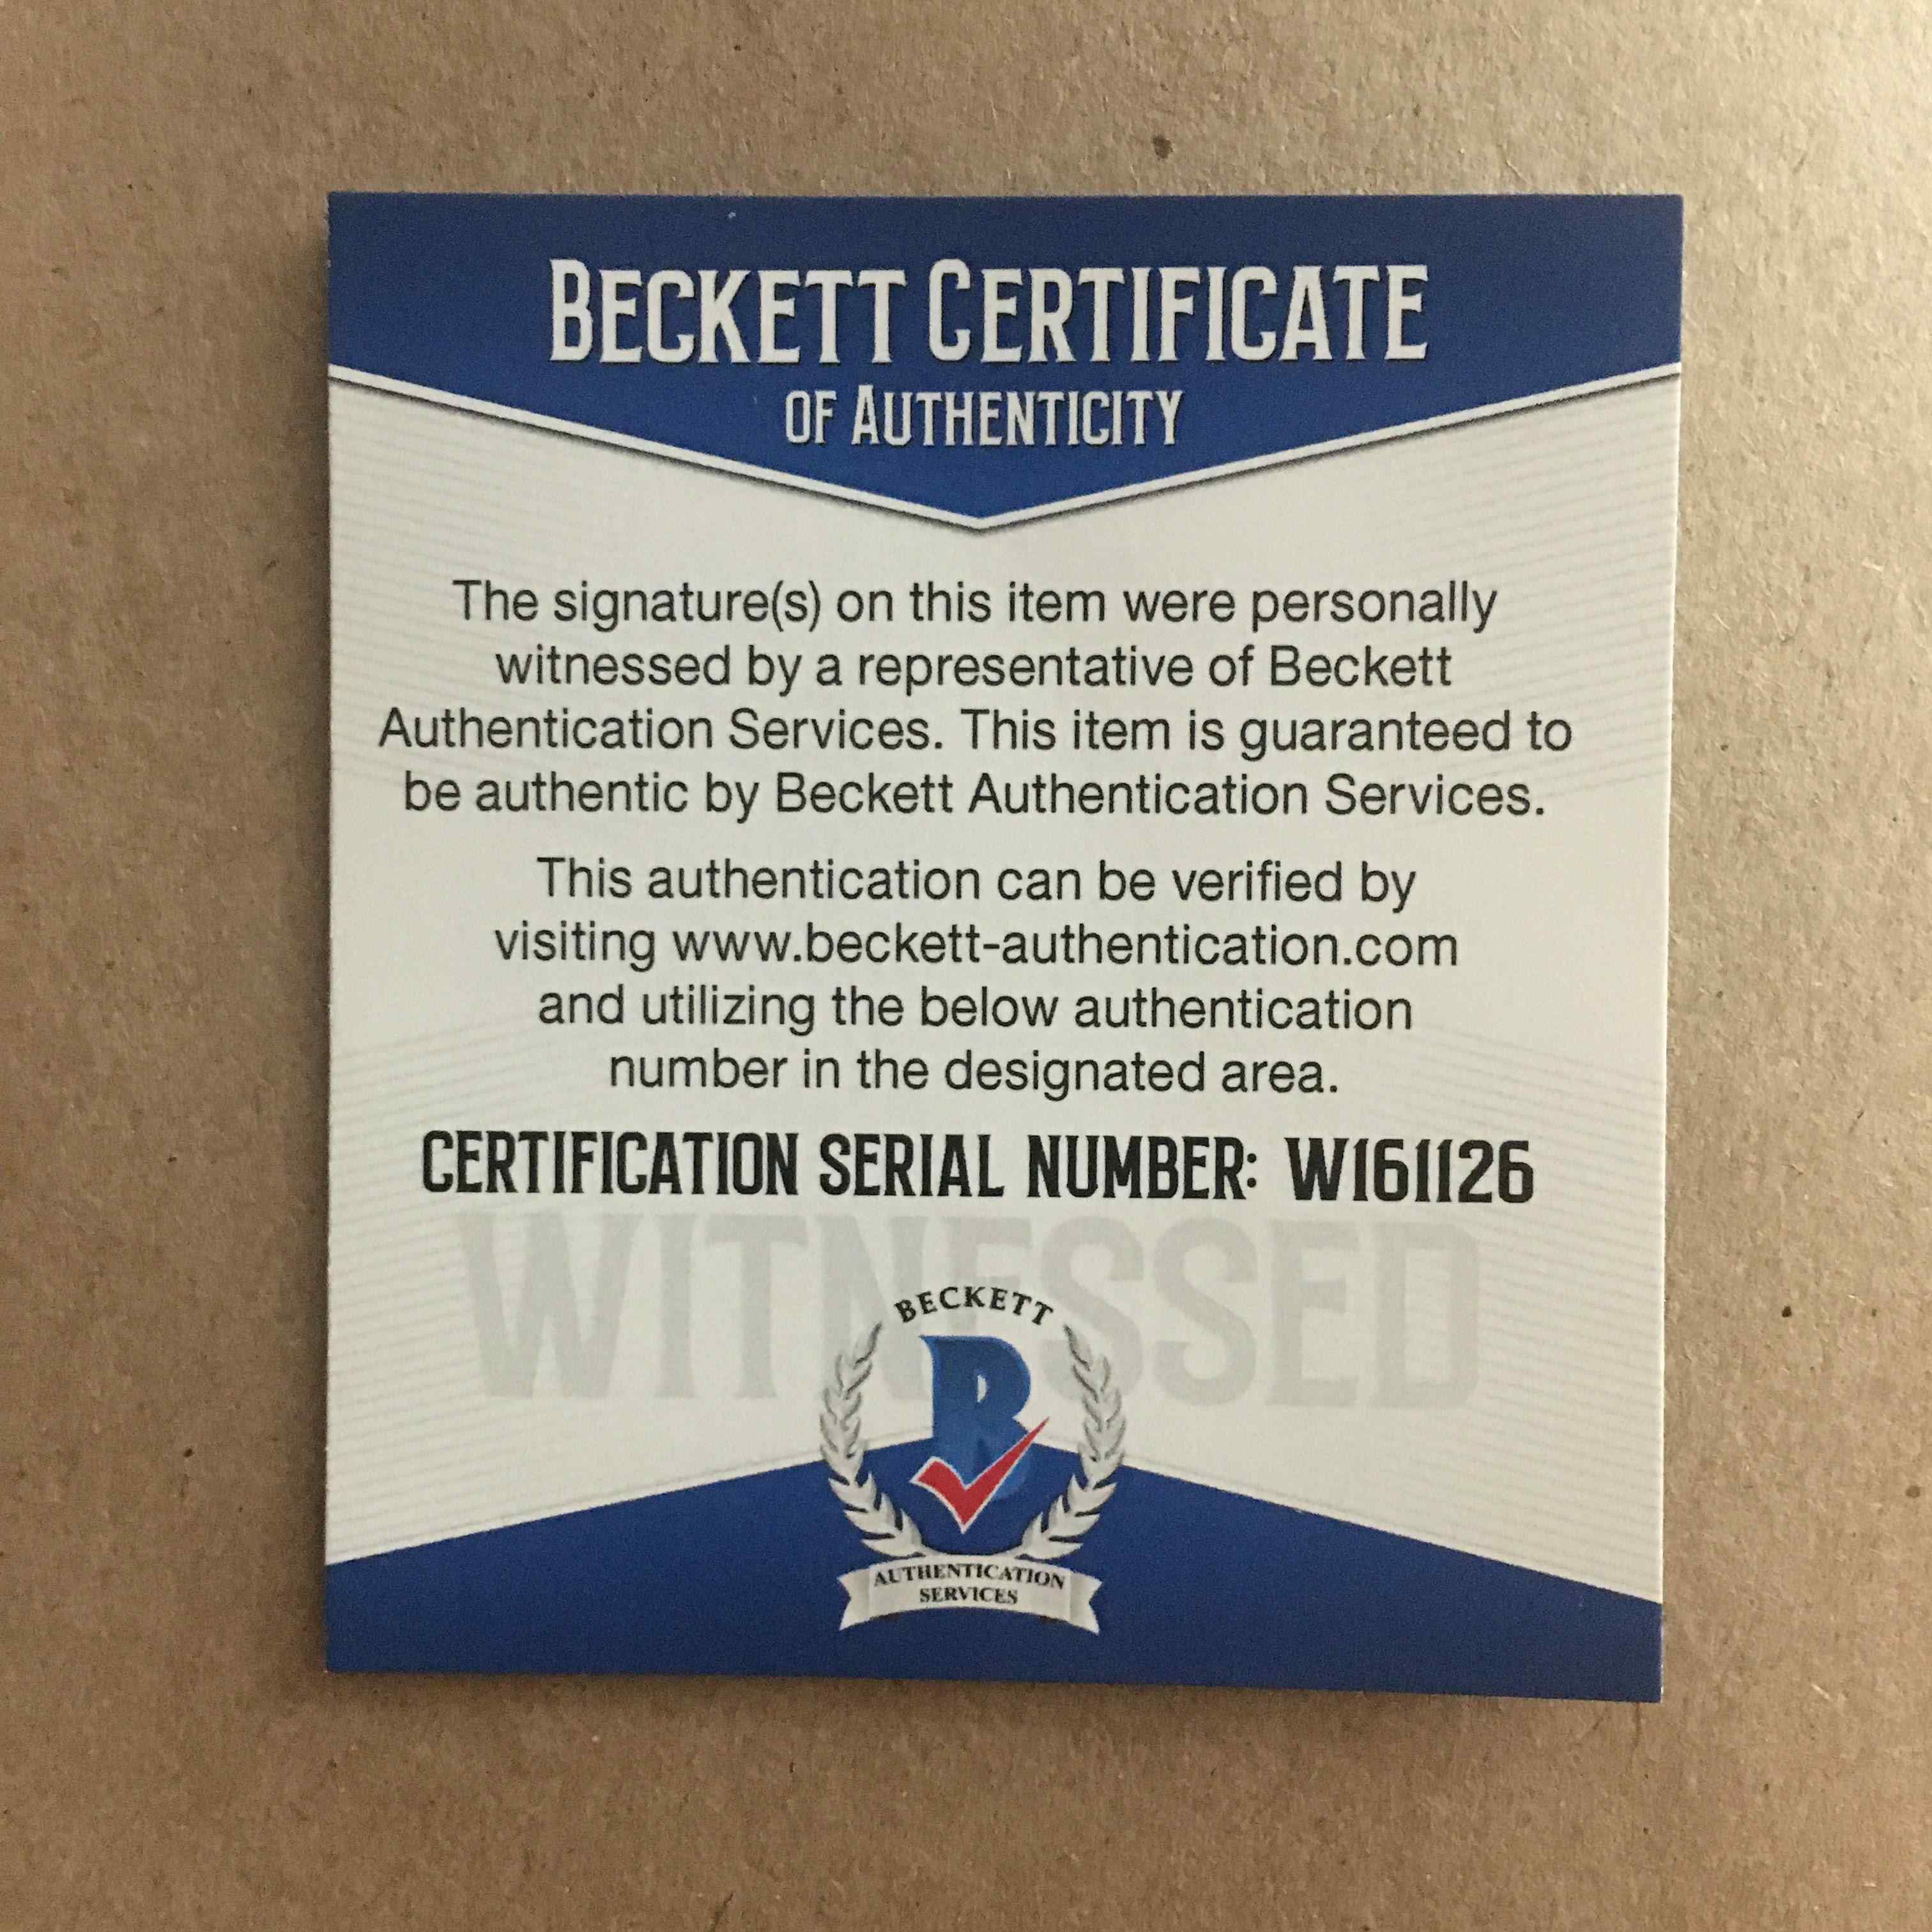 BECKETT CERTIFICATE
OF AUTHENTICITY
The signature(s) on this item were personally
witnessed by a representative of Beckett
Authentication Services. This item is guaranteed to
be authentic by Beckett Authentication Services.
This authentication can be verified by
visiting www.beckett-authentication.com
and utilizing the below authentication
number in the designated area.
CERTIFICATION SERIAL NUMBER: W161126
WITNESSED
BECKETT
B
AUTHENTICATION
SERVICES